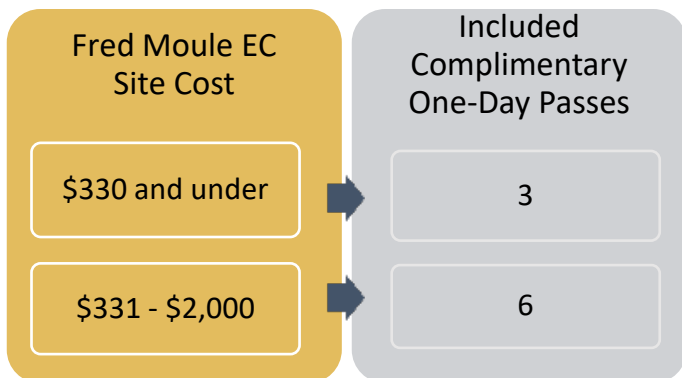 Fred Moule EC
Site Cost
Included
Complimentary
One-Day Passes
$330 and under
3
$331 - $2,000
6